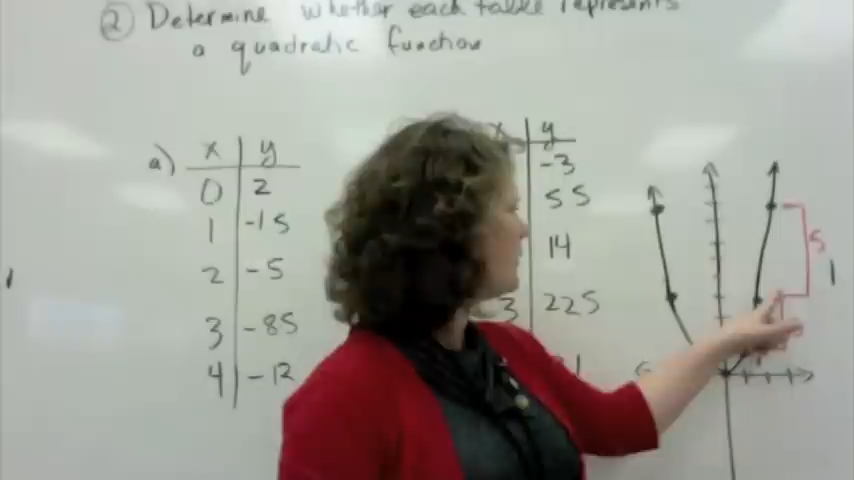 ② Determine whether each table represents
a quadratic function
a)
x | y
0 | 2
1 | -15
2 | -5
3 | -85
4 | -12
x | y
-3
55
14
3 | 225
5